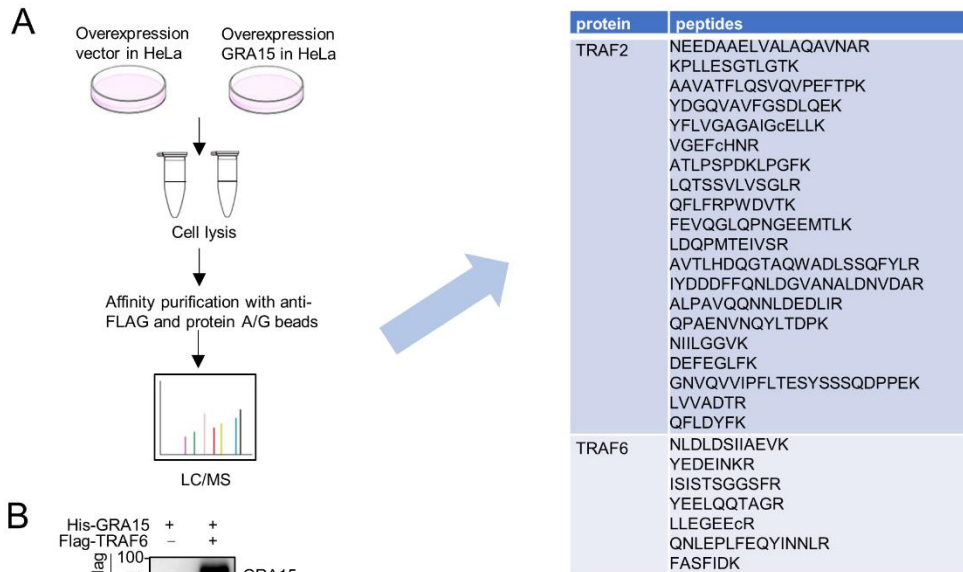 A
Overexpression vector in HeLa
Overexpression GRA15 in HeLa
Cell lysis
Affinity purification with anti-
FLAG and protein A/G beads
LC/MS
protein peptides
TRAF2 NEEDAAELVALAQAVNAR
KPLLESGTLGTK
AAVATFLQSVQVPEFTPK
YDGQVAVFGSDLQEK
YFLVGAGAIGcELLK
VGEFcHNR
ATLPSPDKLPGFK
LQTSSVLVSGLR
QFLFRPWDVTK
FEVQGLQPNGEEMTLK
LDQPMTEIVSR
AVTLHDQGTAQWADLSSQFYLR
IYDDDFFQNLDGVANALDNVDAR
ALPAVQQNNLDEDLIR
QPAENVNQYLTDPK
NIILGGVK
DEFEGLFK
GNVQVVIPFLTESYSSSQDPPEK
LVVADTR
QFLDYFK
TRAF6 NLDLDSIIAEVK
YEDEINKR
ISISTSGGSFR
YEELQQTAGR
LLEGEEcR
QNLEPLFEQYINNLR
FASFIDK
B
His-GRA15 + +
Flag-TRAF6 – +
100-